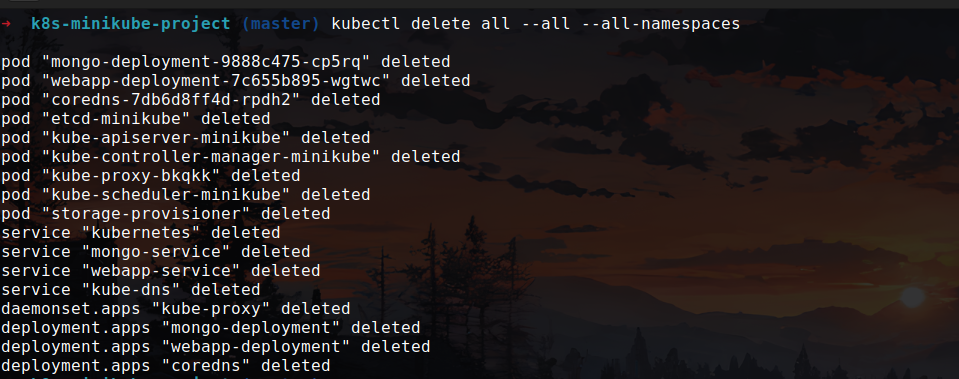 → k8s-minikube-project (master) kubectl delete all --all --all-namespaces
pod "mongo-deployment-9888c475-cp5rq" deleted
pod "webapp-deployment-7c655b895-wgtwc" deleted
pod "coredns-7db6d8ff4d-rpdh2" deleted
pod "etcd-minikube" deleted
pod "kube-apiserver-minikube" deleted
pod "kube-controller-manager-minikube" deleted
pod "kube-proxy-bkqkk" deleted
pod "kube-scheduler-minikube" deleted
pod "storage-provisioner" deleted
service "kubernetes" deleted
service "mongo-service" deleted
service "webapp-service" deleted
service "kube-dns" deleted
daemonset.apps "kube-proxy" deleted
deployment.apps "mongo-deployment" deleted
deployment.apps "webapp-deployment" deleted
deployment.apps "coredns" deleted